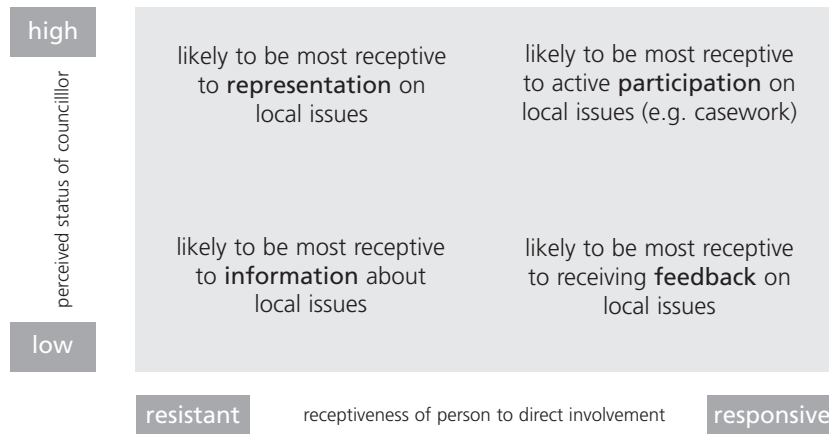 high
likely to be most receptive
to representation on
local issues
likely to be most receptive
to active participation on
local issues (e.g. casework)
perceived status of councilllor
likely to be most receptive
to information about
local issues
likely to be most receptive
to receiving feedback on
local issues
low
resistant
receptiveness of person to direct involvement
responsive